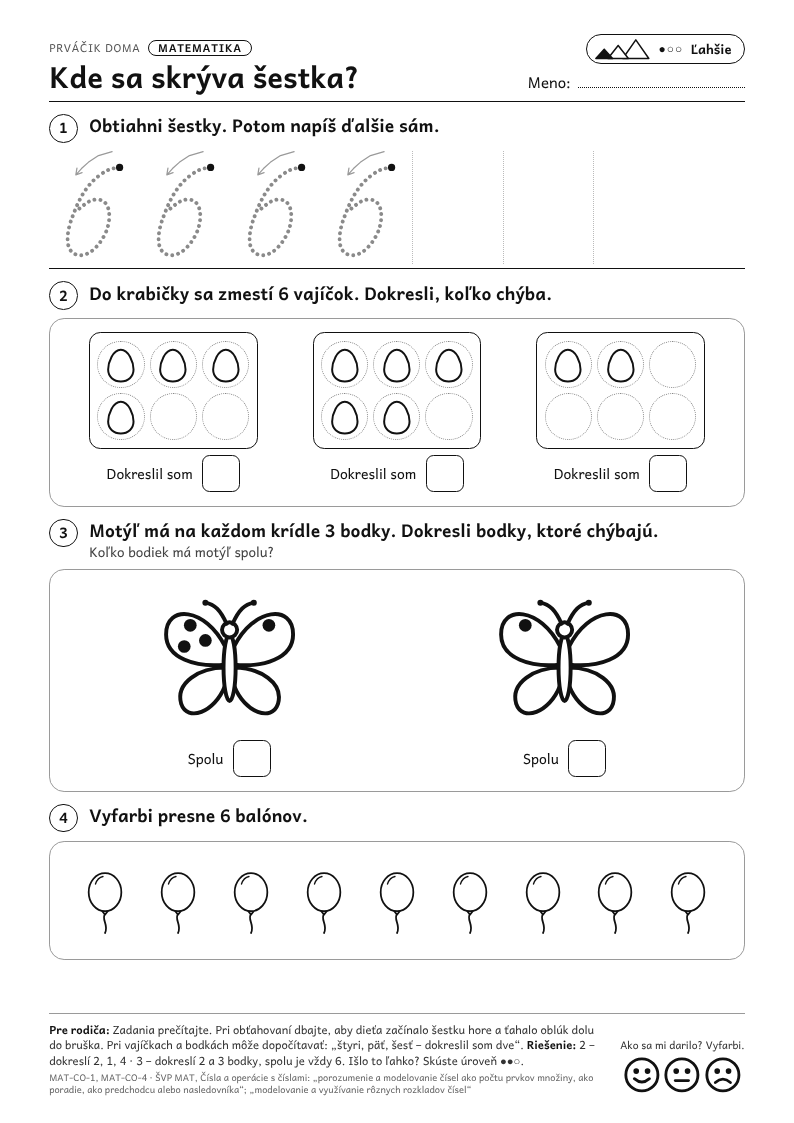 PRVÁČIK DOMA MATEMATIKA
●○○ Ľahšie
Kde sa skrýva šestka?
Meno:
1 Obtiahni šestky. Potom napíš ďalšie sám.
6 6 6 6
2 Do krabičky sa zmestí 6 vajíčok. Dokresli, koľko chýba.
Dokreslil som Dokreslil som Dokreslil som
3 Motýľ má na každom krídle 3 bodky. Dokresli bodky, ktoré chýbajú.
Koľko bodiek má motýľ spolu?
Spolu Spolu
4 Vyfarbi presne 6 balónov.
Pre rodiča: Zadania prečítajte. Pri obťahovaní dbajte, aby dieťa začínalo šestku hore a ťahalo oblúk dolu
do bruška. Pri vajíčkach a bodkách môže dopočítavať: „štyri, päť, šesť – dokreslil som dve“. Riešenie: 2 –
dokreslí 2, 1, 4 · 3 – dokreslí 2 a 3 bodky, spolu je vždy 6. Išlo to ľahko? Skúste úroveň ●●○.
MAT-CO-1, MAT-CO-4 · ŠVP MAT, Čísla a operácie s číslami: „porozumenie a modelovanie čísel ako počtu prvkov množiny, ako
poradie, ako predchodcu alebo nasledovníka“; „modelovanie a využívanie rôznych rozkladov čísel“
Ako sa mi darilo? Vyfarbi.